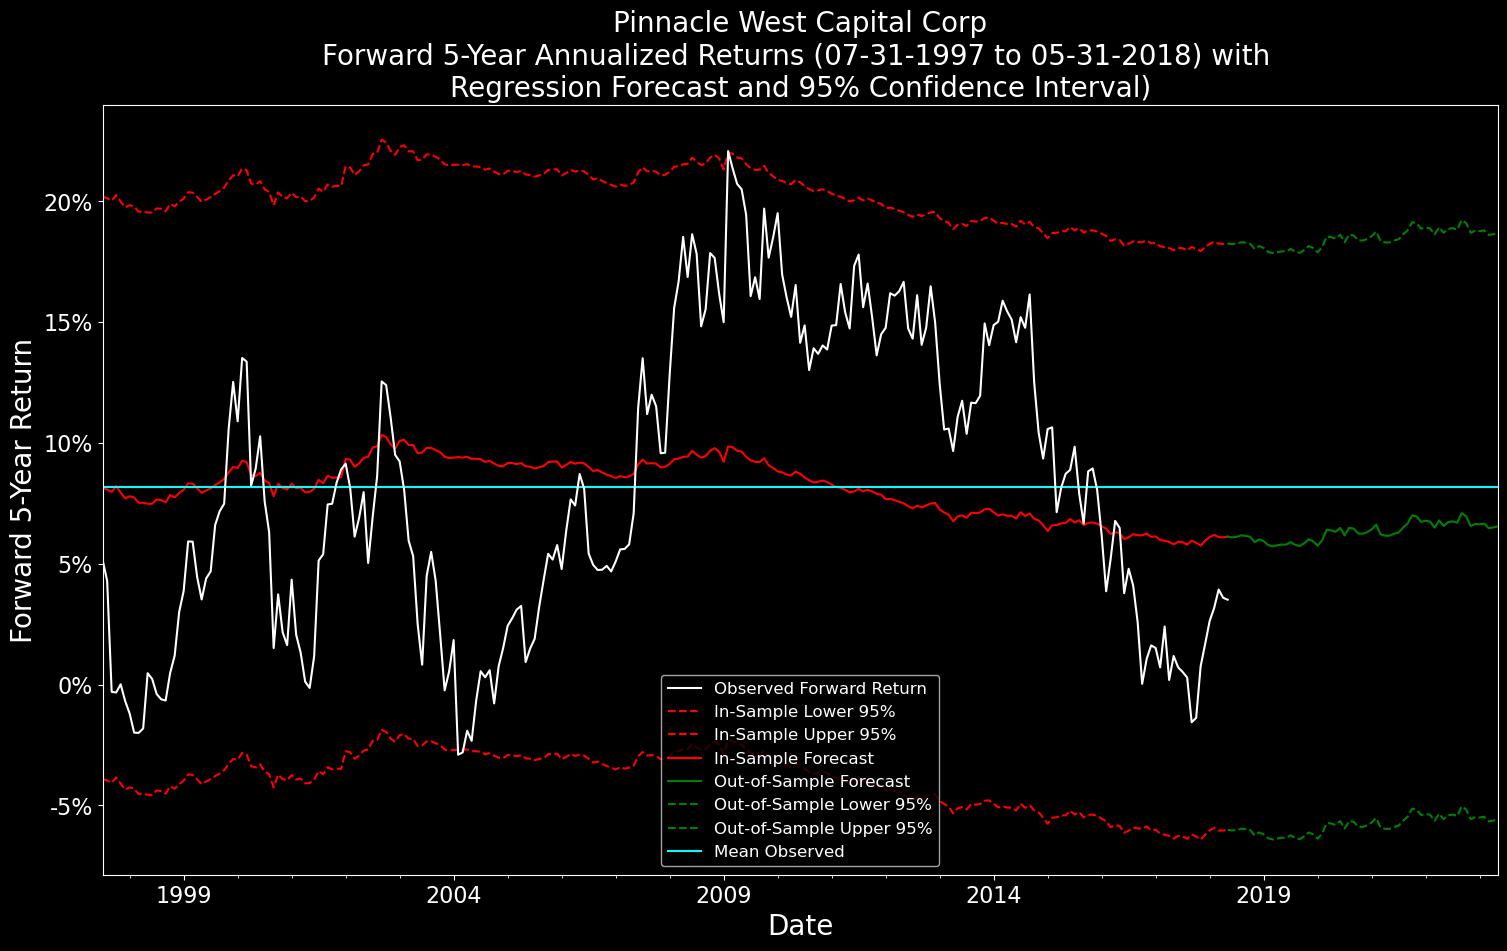 Pinnacle West Capital Corp
Forward 5-Year Annualized Returns (07-31-1997 to 05-31-2018) with
Regression Forecast and 95% Confidence Interval)
Forward 5-Year Return
20%
15%
10%
5%
0%
-5%
Observed Forward Return
In-Sample Lower 95%
In-Sample Upper 95%
In-Sample Forecast
Out-of-Sample Forecast
Out-of-Sample Lower 95%
Out-of-Sample Upper 95%
Mean Observed
1999 2004 2009 2014 2019
Date